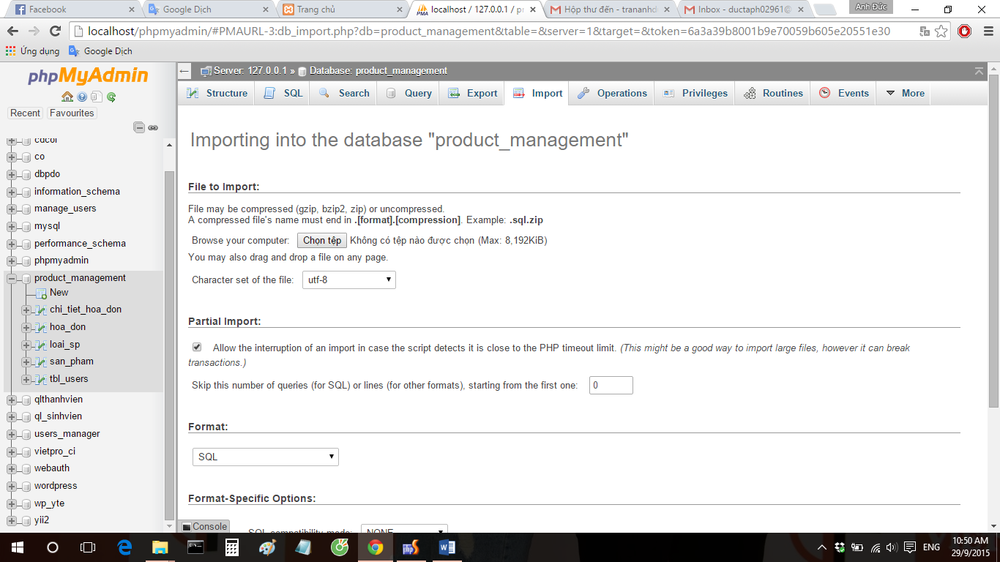 Facebook
Google Dịch
Trang chủ
localhost / 127.0.0.1 / pr
Hộp thư đến - trananhd
Inbox - ductaph02961@
Anh Đức
localhost/phpmyadmin/#PMAURL-3:db_import.php?db=product_management&table=&server=1&target=&token=6a3a39b8001b9e70059b605e20551e30
Ứng dụng
Google Dịch
phpMyAdmin
Recent
Favourites
cdcol
co
dbpdo
information_schema
manage_users
mysql
performance_schema
phpmyadmin
product_management
New
chi_tiet_hoa_don
hoa_don
loai_sp
san_pham
tbl_users
qlthanhvien
ql_sinhvien
users_manager
vietpro_ci
webauth
wordpress
wp_yte
yii2
Server: 127.0.0.1 » Database: product_management
Structure
SQL
Search
Query
Export
Import
Operations
Privileges
Routines
Events
More
Importing into the database "product_management"
File to Import:
File may be compressed (gzip, bzip2, zip) or uncompressed.
A compressed file's name must end in .[format].[compression]. Example: .sql.zip
Browse your computer: Chọn tệp Không có tệp nào được chọn (Max: 8,192KiB)
You may also drag and drop a file on any page.
Character set of the file: utf-8
Partial Import:
Allow the interruption of an import in case the script detects it is close to the PHP timeout limit. (This might be a good way to import large files, however it can break
transactions.)
Skip this number of queries (for SQL) or lines (for other formats), starting from the first one: 0
Format:
SQL
Format-Specific Options:
SQL compatibility mode: NONE
Console
ENG
10:50 AM
29/9/2015